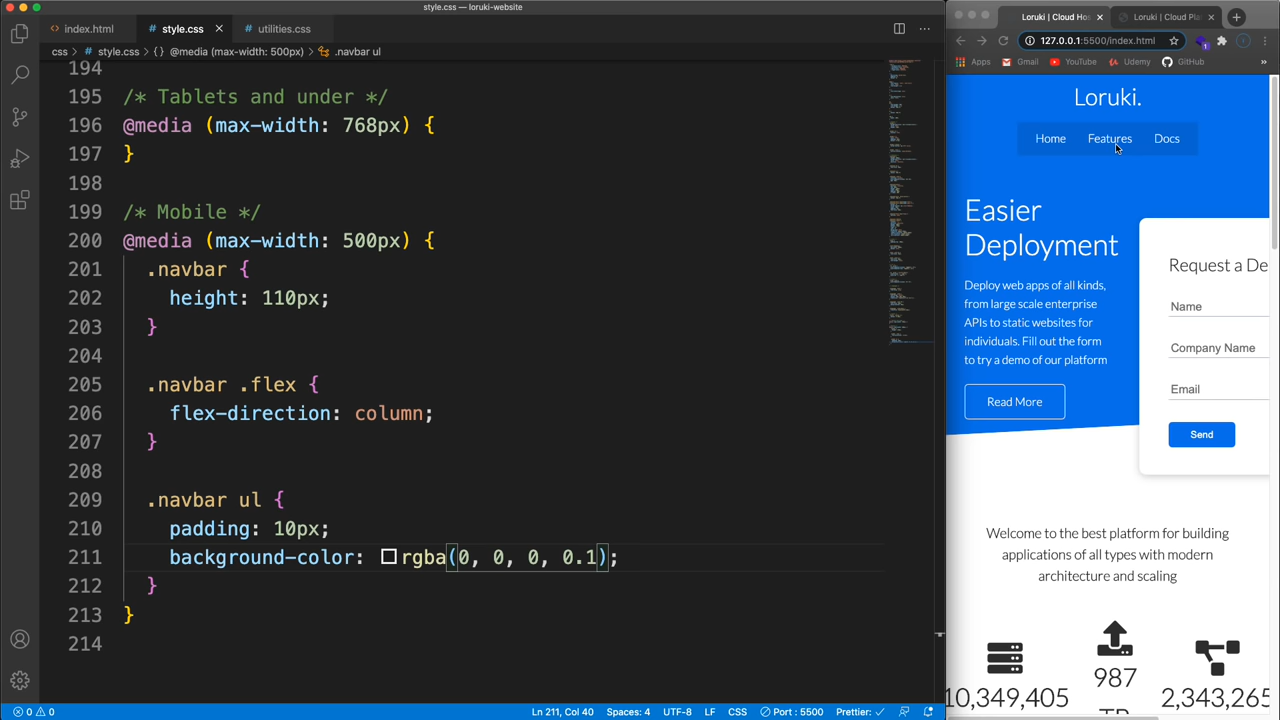 style.css — loruki-website
index.html
style.css
utilities.css
css > style.css > @media (max-width: 500px) > .navbar ul
194
195 /* Tablets and under */
196 @media (max-width: 768px) {
197 }
198
199 /* Mobile */
200 @media (max-width: 500px) {
201 .navbar {
202 height: 110px;
203 }
204
205 .navbar .flex {
206 flex-direction: column;
207 }
208
209 .navbar ul {
210 padding: 10px;
211 background-color: rgba(0, 0, 0, 0.1);
212 }
213 }
214
0 0
Ln 211, Col 40
Spaces: 4
UTF-8
LF
CSS
Port : 5500
Prettier: ✓
Loruki | Cloud Ho
Loruki | Cloud Pla
127.0.0.1:5500/index.html
Apps
Gmail
YouTube
Udemy
GitHub
»
Loruki.
Home
Features
Docs
Easier
Deployment
Deploy web apps of all kinds,
from large scale enterprise
APIs to static websites for
individuals. Fill out the form
to try a demo of our platform
Read More
Request a De
Name
Company Name
Email
Send
Welcome to the best platform for building
applications of all types with modern
architecture and scaling
10,349,405
987
2,343,265